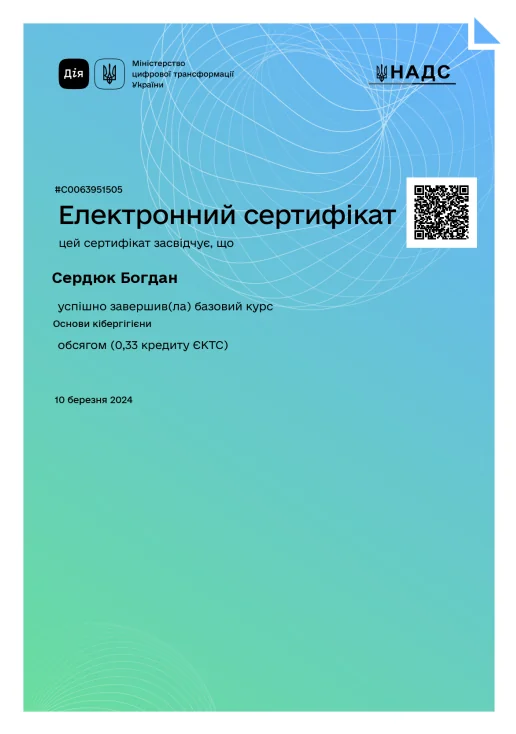 Дія
Міністерство
цифрової трансформації
України
НАДС
#C0063951505
Електронний сертифікат
цей сертифікат засвідчує, що
Сердюк Богдан
успішно завершив(ла) базовий курс
Основи кібергігієни
обсягом (0,33 кредиту ЄКТС)
10 березня 2024